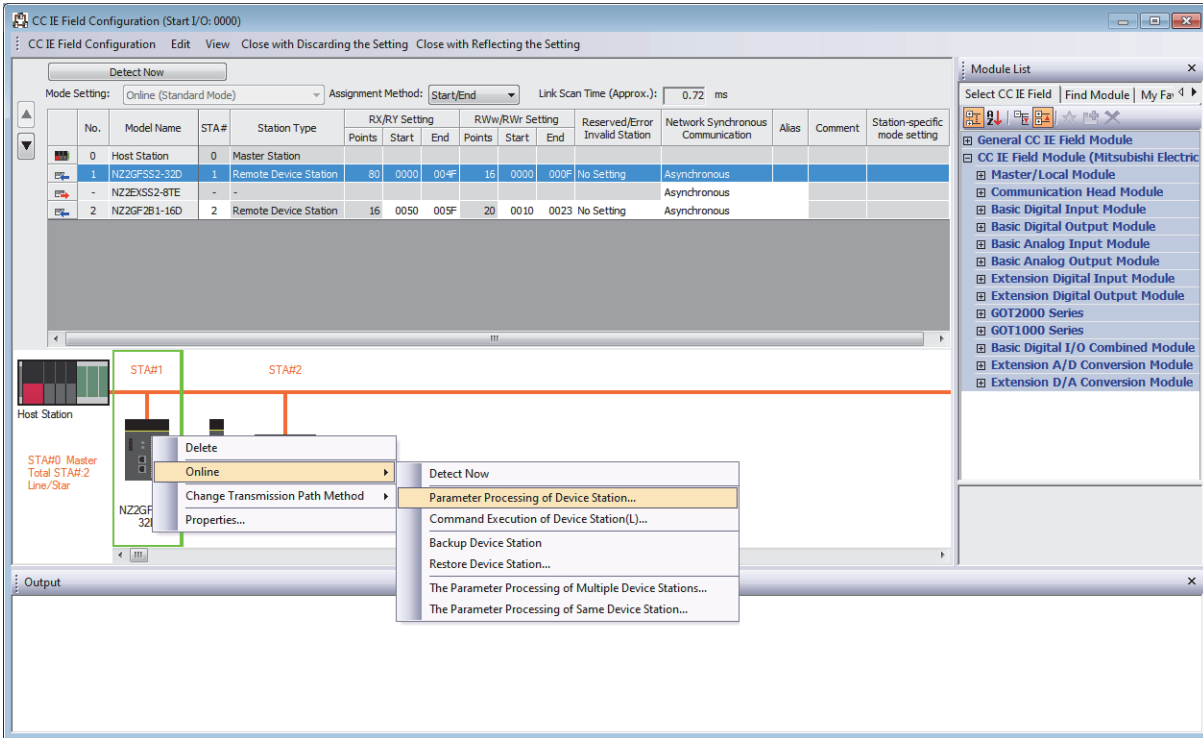 CC IE Field Configuration (Start I/O: 0000)
CC IE Field Configuration Edit View Close with Discarding the Setting Close with Reflecting the Setting
Detect Now
Mode Setting: Online (Standard Mode) Assignment Method: Start/End Link Scan Time (Approx.): 0.72 ms
No. Model Name STA# Station Type RX/RY Setting RWw/RWr Setting Reserved/Error Invalid Station Network Synchronous Communication Alias Comment Station-specific mode setting
Points Start End Points Start End
0 Host Station 0 Master Station
1 NZ2GFSS2-32D 1 Remote Device Station 80 0000 004F 16 0000 000F No Setting Asynchronous
- NZ2EXSS2-8TE - - Asynchronous
2 NZ2GF2B1-16D 2 Remote Device Station 16 0050 005F 20 0010 0023 No Setting Asynchronous
STA#1 STA#2
Host Station
STA#0 Master
Total STA#:2
Line/Star
NZ2GF
32
Delete
Online
Change Transmission Path Method
Properties...
Detect Now
Parameter Processing of Device Station...
Command Execution of Device Station(L)...
Backup Device Station
Restore Device Station...
The Parameter Processing of Multiple Device Stations...
The Parameter Processing of Same Device Station...
Module List
Select CC IE Field Find Module My Fa
General CC IE Field Module
CC IE Field Module (Mitsubishi Electric
Master/Local Module
Communication Head Module
Basic Digital Input Module
Basic Digital Output Module
Basic Analog Input Module
Basic Analog Output Module
Extension Digital Input Module
Extension Digital Output Module
GOT2000 Series
GOT1000 Series
Basic Digital I/O Combined Module
Extension A/D Conversion Module
Extension D/A Conversion Module
Output